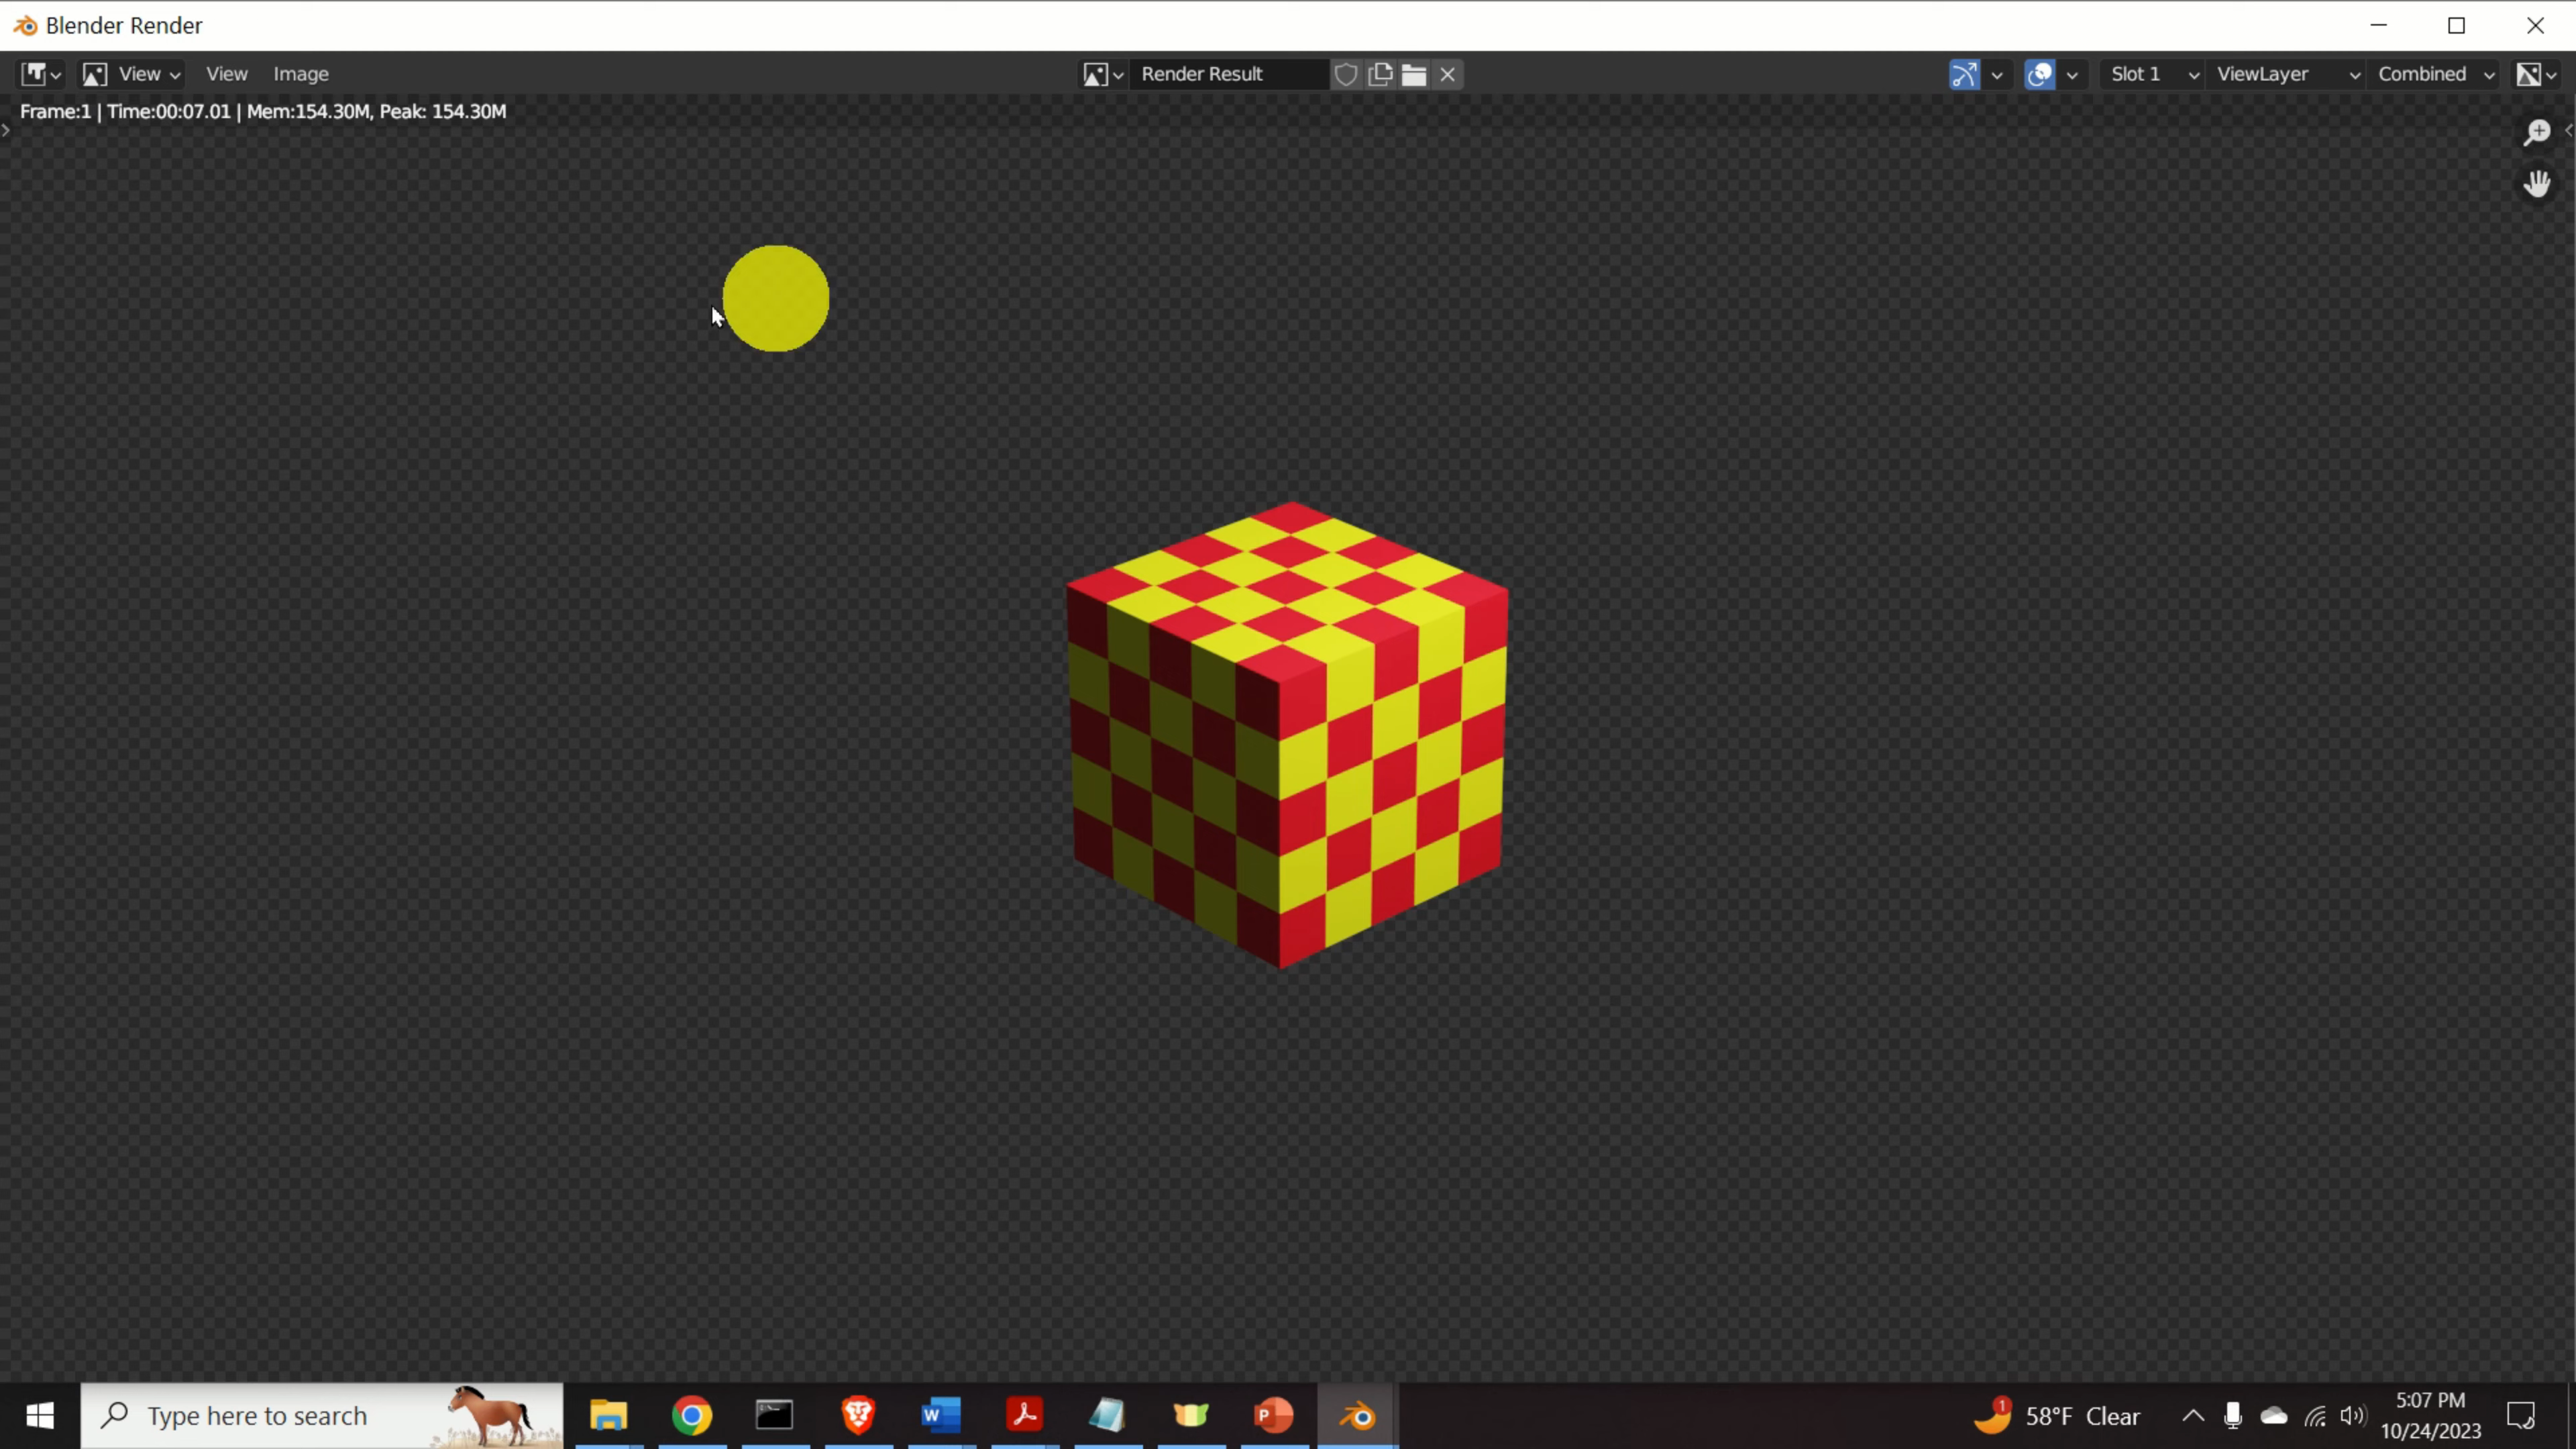 Blender Render
View View Image Render Result Slot 1 ViewLayer Combined
Frame:1 | Time:00:07.01 | Mem:154.30M, Peak: 154.30M
Type here to search
W
P
1
58°F Clear
5:07 PM
10/24/2023